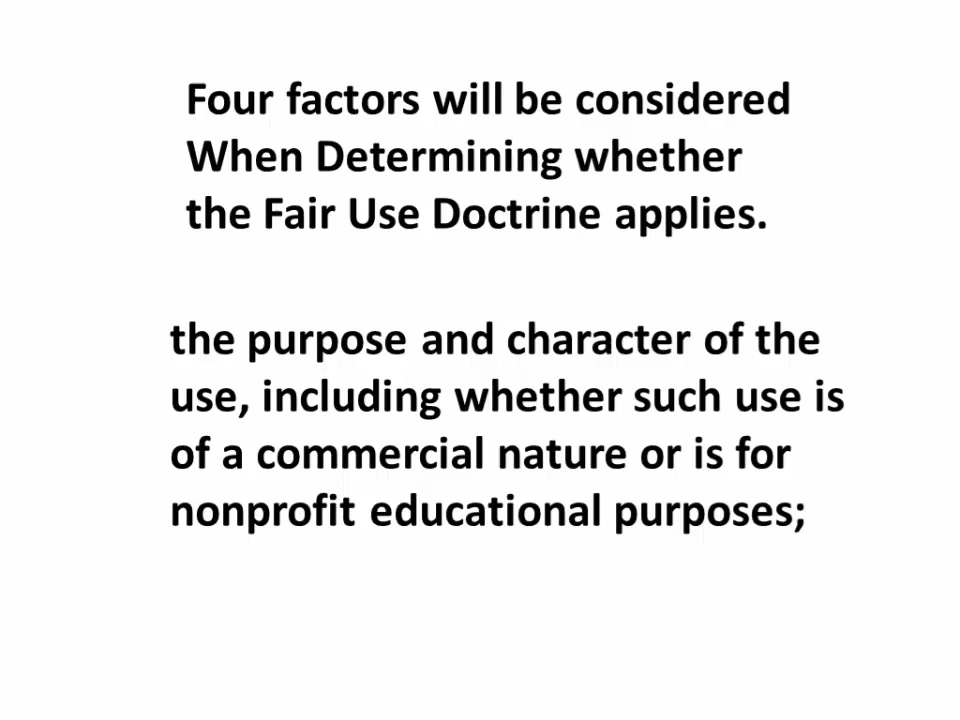 Four factors will be considered
When Determining whether
the Fair Use Doctrine applies.
the purpose and character of the
use, including whether such use is
of a commercial nature or is for
nonprofit educational purposes;